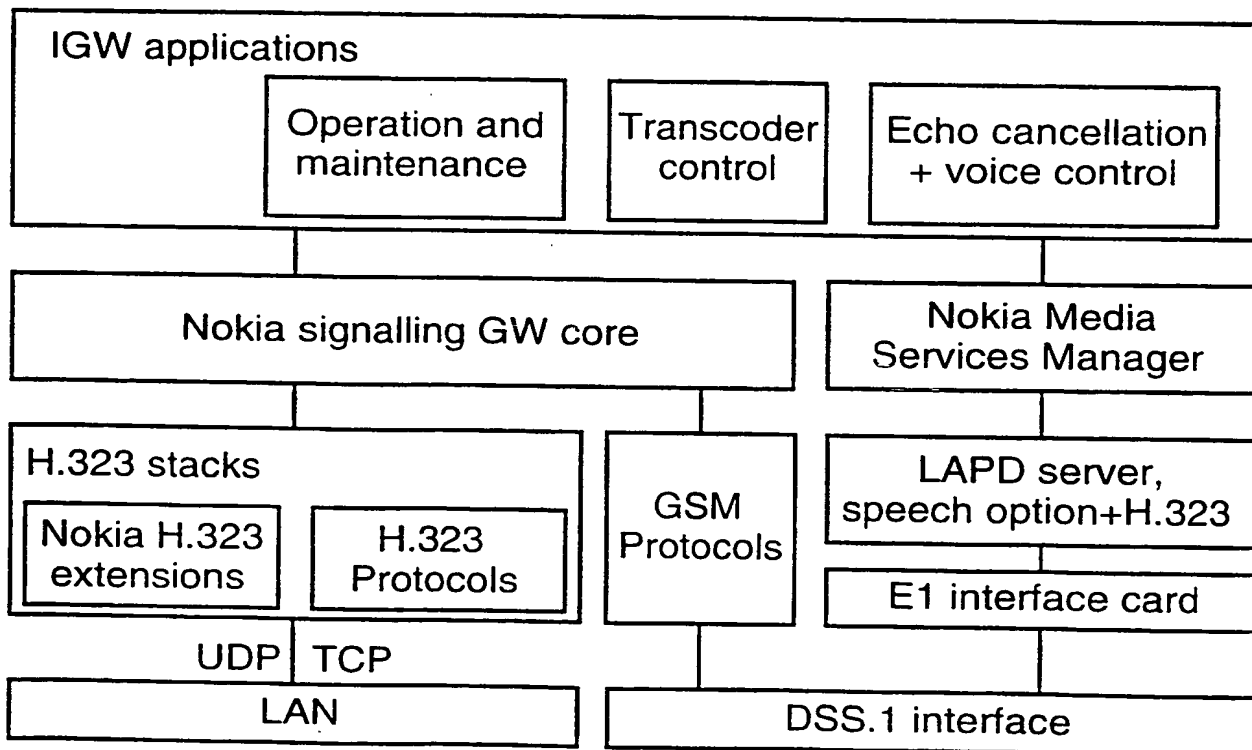 IGW applications
Operation and
maintenance
Transcoder
control
Echo cancellation
+ voice control
Nokia signalling GW core
Nokia Media
Services Manager
H.323 stacks
Nokia H.323
extensions
H.323
Protocols
GSM
Protocols
LAPD server,
speech option+H.323
E1 interface card
UDP TCP
LAN
DSS.1 interface